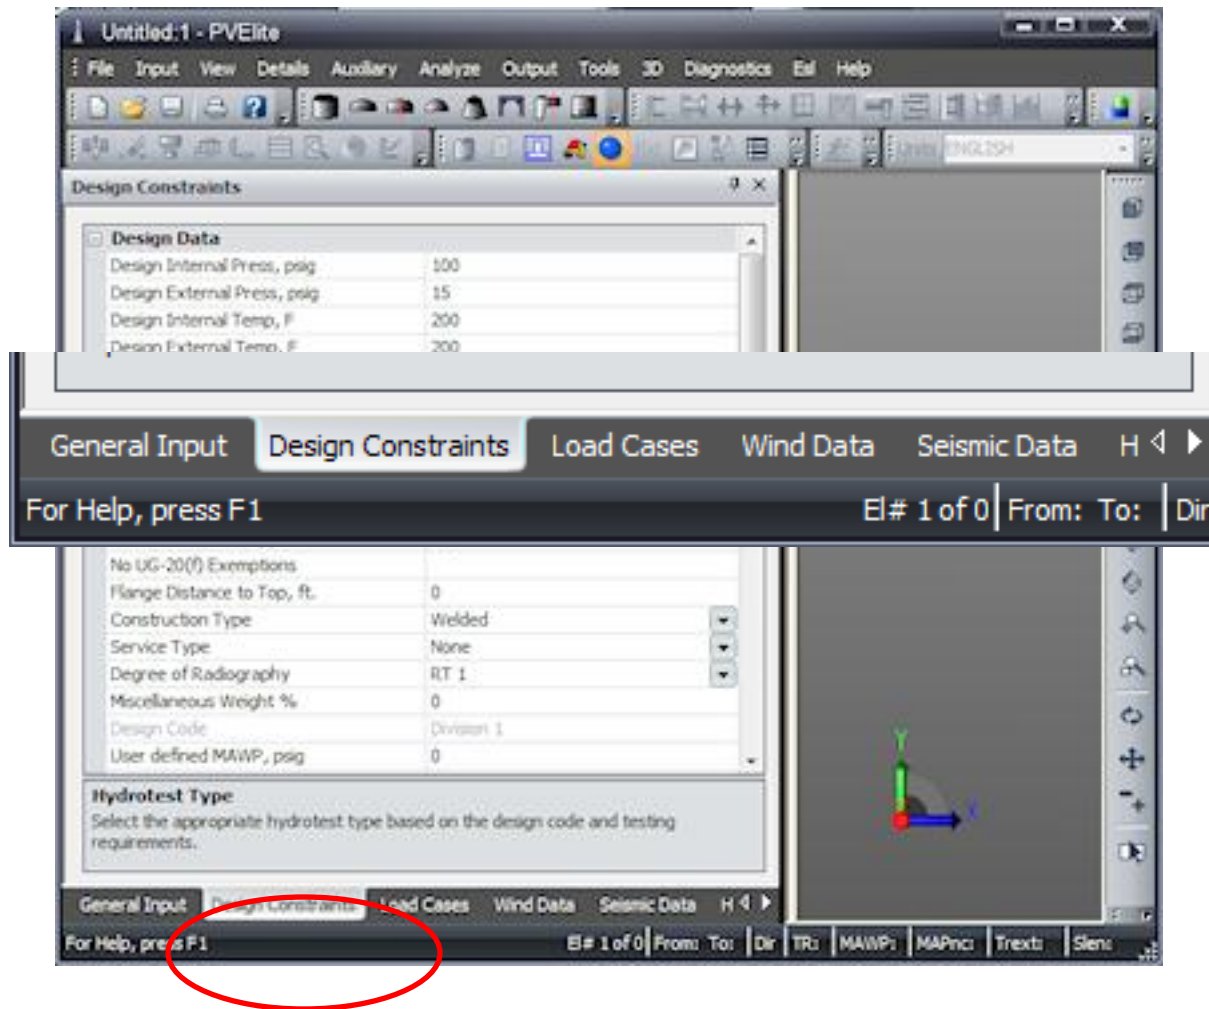 Untitled:1 - PVElite
File Input View Details Auxiliary Analyze Output Tools 3D Diagnostics Esl Help
Units ENGLISH
Design Constraints
Design Data
Design Internal Press, psig 100
Design External Press, psig 15
Design Internal Temp, F 200
Design External Temp, F 200
General Input Design Constraints Load Cases Wind Data Seismic Data H
For Help, press F1 El# 1 of 0 From: To: Dir
No UG-20(f) Exemptions
Flange Distance to Top, ft. 0
Construction Type Welded
Service Type None
Degree of Radiography RT 1
Miscellaneous Weight % 0
Design Code Division 1
User defined MAWP, psig 0
Y
X
Hydrotest Type
Select the appropriate hydrotest type based on the design code and testing
requirements.
General Input Design Constraints Load Cases Wind Data Seismic Data H
For Help, press F1 El# 1 of 0 From: To: Dir TR: MAWP: MAPnc: Trext: Slen: